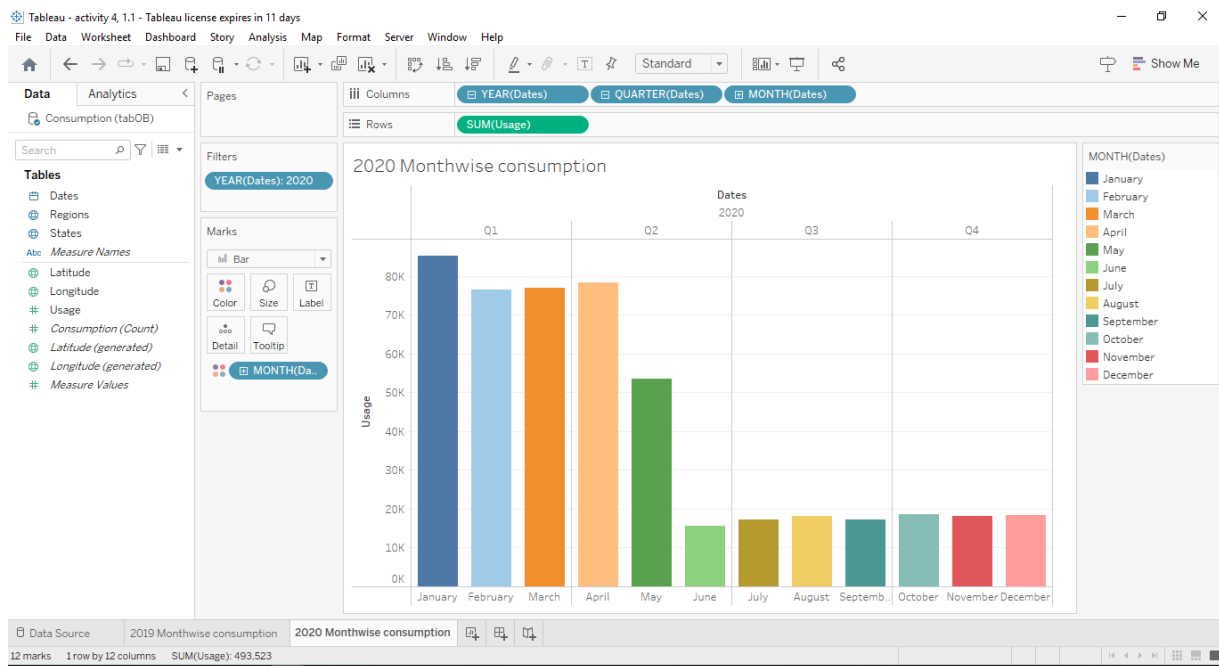 Tableau - activity 4, 1.1 - Tableau license expires in 11 days
File Data Worksheet Dashboard Story Analysis Map Format Server Window Help
Standard
Show Me
Data Analytics
Consumption (tabOB)
Search
Tables
Dates
Regions
States
Abc Measure Names
Latitude
Longitude
# Usage
# Consumption (Count)
Latitude (generated)
Longitude (generated)
# Measure Values
Pages
Filters
YEAR(Dates): 2020
Marks
Bar
Color Size Label
Detail Tooltip
MONTH(Da..
Columns YEAR(Dates) QUARTER(Dates) MONTH(Dates)
Rows SUM(Usage)
2020 Monthwise consumption
Dates
2020
Q1 Q2 Q3 Q4
Usage
80K
70K
60K
50K
40K
30K
20K
10K
0K
January February March April May June July August Septemb.. October November December
MONTH(Dates)
January
February
March
April
May
June
July
August
September
October
November
December
Data Source 2019 Monthwise consumption 2020 Monthwise consumption
12 marks 1 row by 12 columns SUM(Usage): 493,523